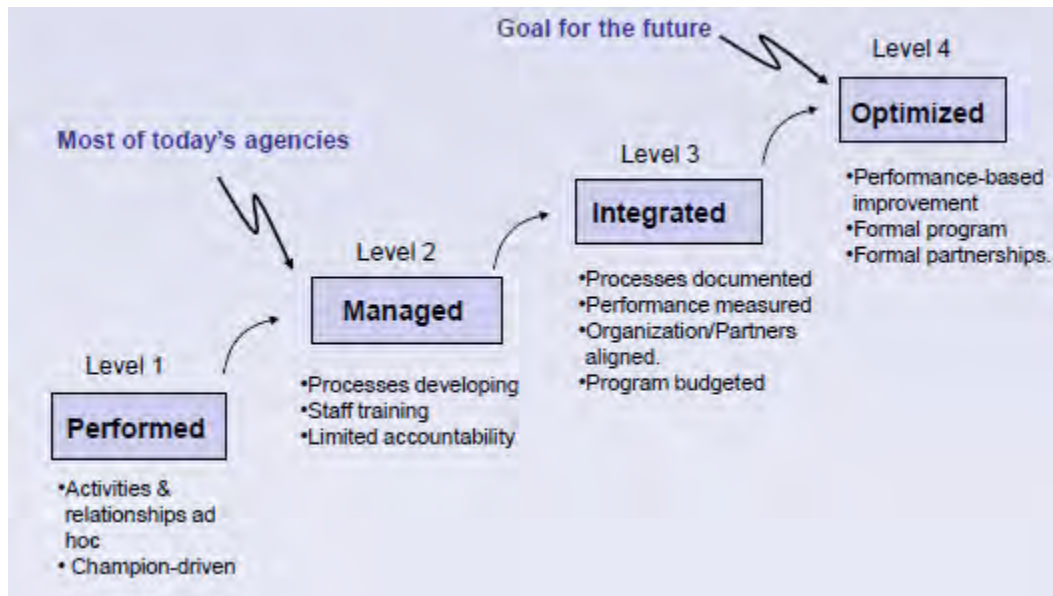 Goal for the future
Level 4
Optimized
•Performance-based
improvement
•Formal program
•Formal partnerships.
Most of today's agencies
Level 3
Integrated
•Processes documented
•Performance measured
•Organization/Partners
aligned.
•Program budgeted
Level 2
Managed
•Processes developing
•Staff training
•Limited accountability
Level 1
Performed
•Activities &
relationships ad
hoc
• Champion-driven